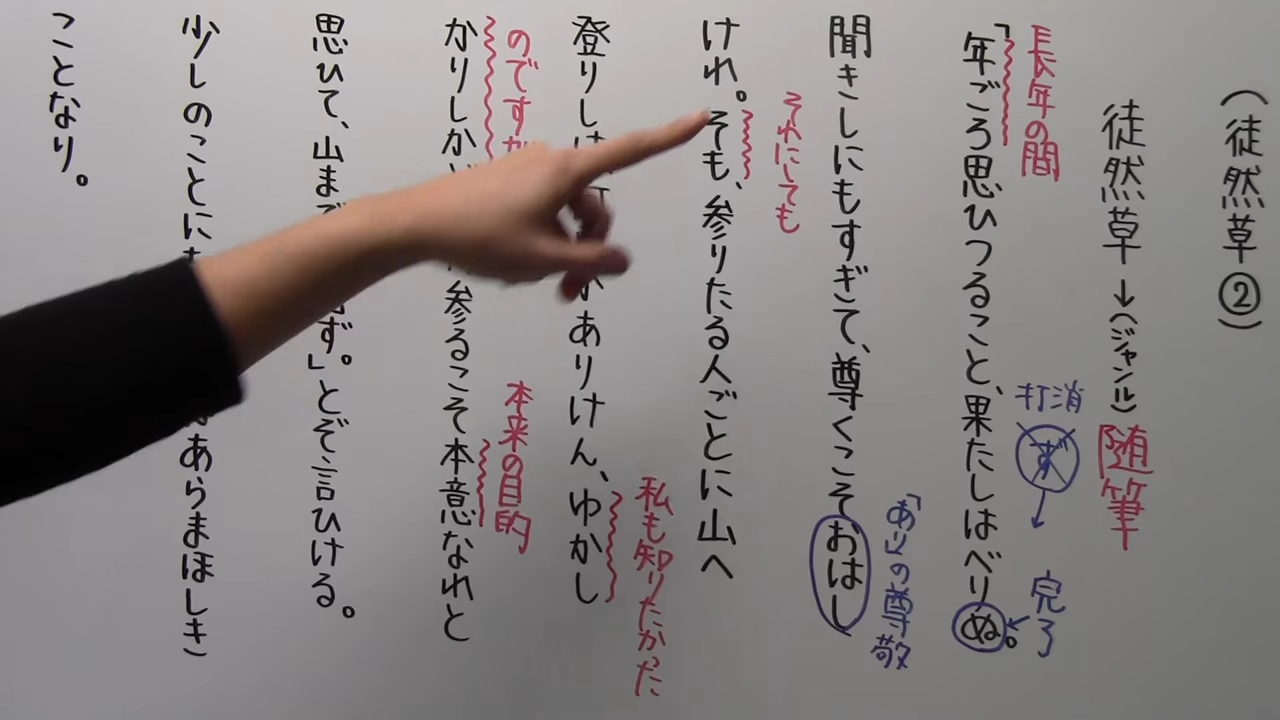 (徒然草②)
徒然草→(ジャンル)随筆
長年の間
打消
ず
完了
「年ごろ思ひつること、果たしはべりぬ。
「あり」の尊敬
聞きしにもすぎて、尊くこそおはし
それにても
けれ。そも、参りたる人ごとに山へ
私も知りたかった
登りし ありけん、ゆかし
のですが
本来の目的
かりしか 参るこそ本意なれと
思ひて、山ま ず。」とぞ言ひける。
少しのことに あらまほしき
ことなり。